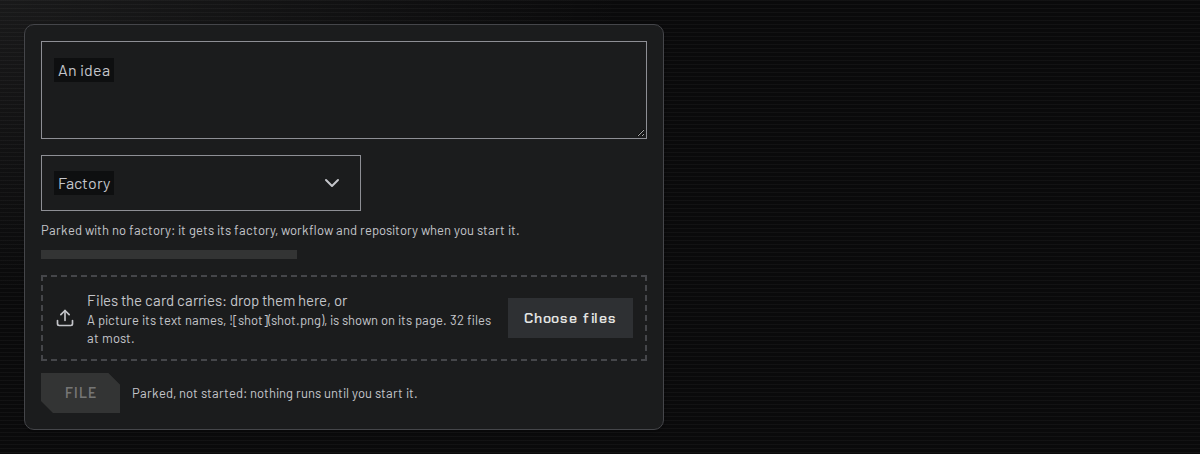 An idea
Factory
Parked with no factory: it gets its factory, workflow and repository when you start it.
Files the card carries: drop them here, or
A picture its text names, ![shot](shot.png), is shown on its page. 32 files
at most.
Choose files
FILE
Parked, not started: nothing runs until you start it.